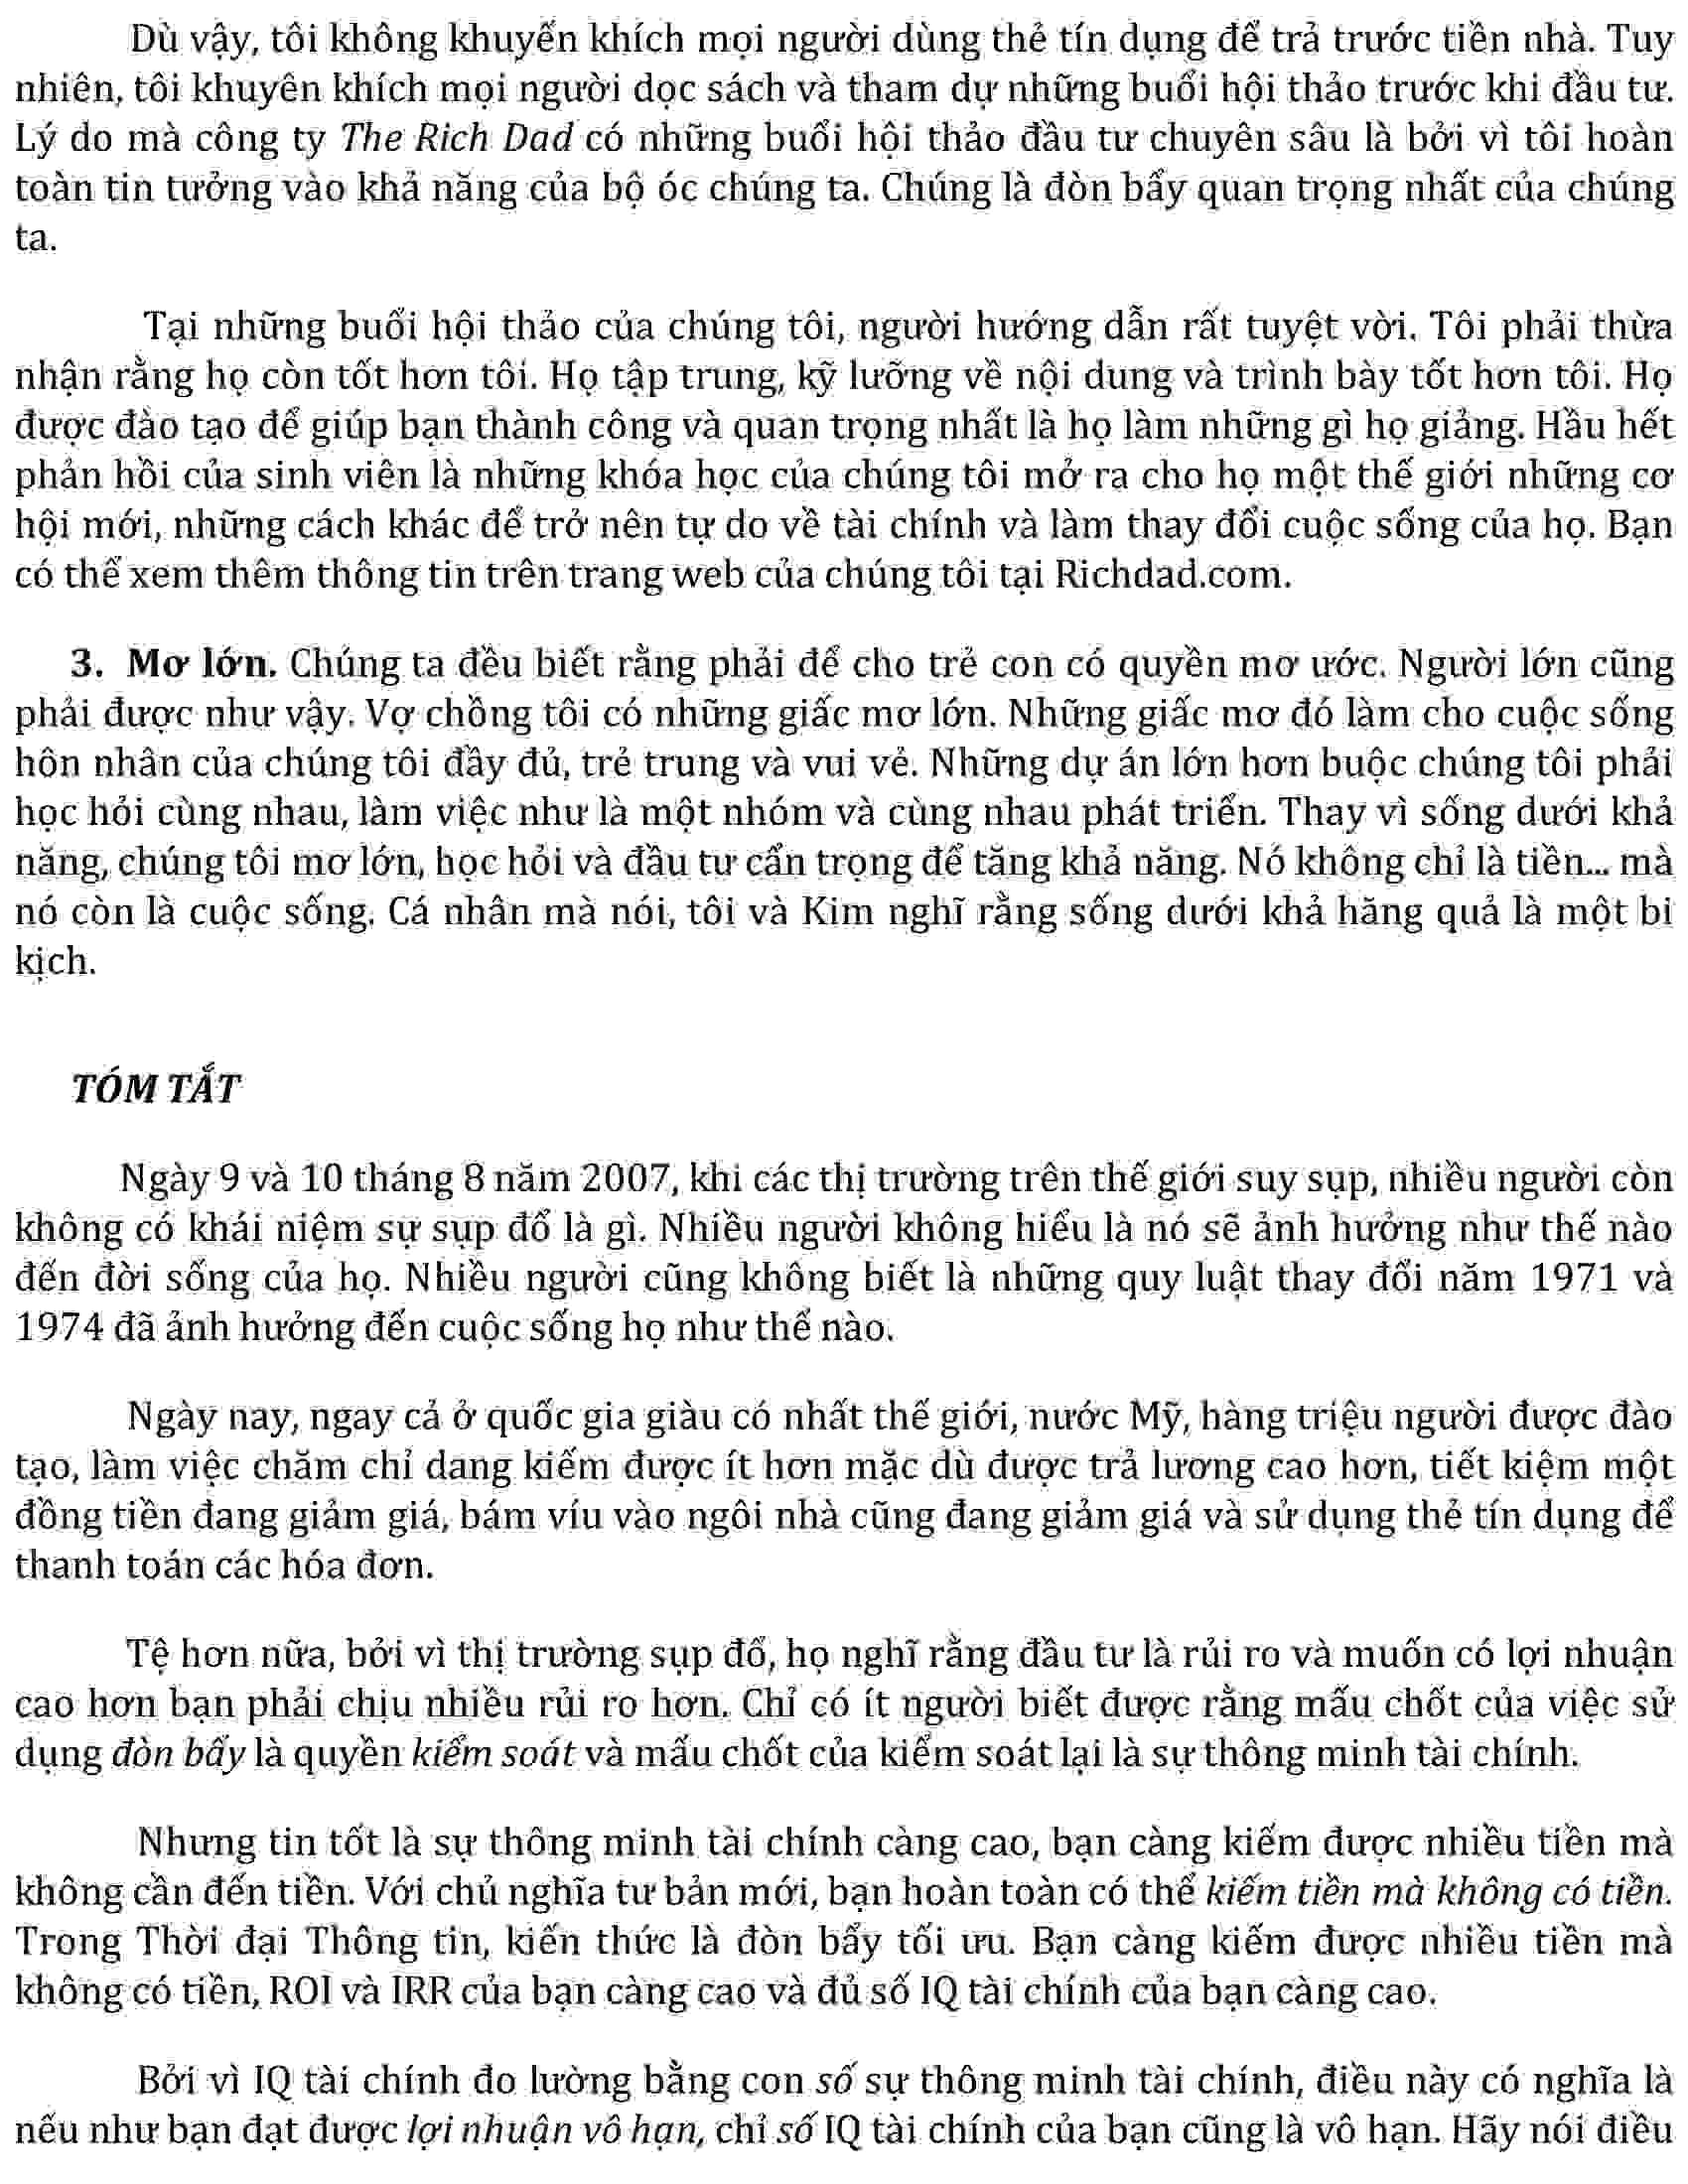 Dù vậy, tôi không khuyến khích mọi người dùng thẻ tín dụng để trả trước tiền nhà. Tuy
nhiên, tôi khuyên khích mọi người dọc sách và tham dự những buổi hội thảo trước khi đầu tư.
Lý do mà công ty The Rich Dad có những buổi hội thảo đầu tư chuyên sâu là bởi vì tôi hoàn
toàn tin tưởng vào khả năng của bộ óc chúng ta. Chúng là đòn bẩy quan trọng nhất của chúng
ta.
Tại những buổi hội thảo của chúng tôi, người hướng dẫn rất tuyệt vời. Tôi phải thừa
nhận rằng họ còn tốt hơn tôi. Họ tập trung, kỹ lưỡng về nội dung và trình bày tốt hơn tôi. Họ
được đào tạo để giúp bạn thành công và quan trọng nhất là họ làm những gì họ giảng. Hầu hết
phản hồi của sinh viên là những khóa học của chúng tôi mở ra cho họ một thế giới những cơ
hội mới, những cách khác để trở nên tự do về tài chính và làm thay đổi cuộc sống của họ. Bạn
có thể xem thêm thông tin trên trang web của chúng tôi tại Richdad.com.
3. Mơ lớn. Chúng ta đều biết rằng phải để cho trẻ con có quyền mơ ước. Người lớn cũng
phải được như vậy. Vợ chồng tôi có những giấc mơ lớn. Những giấc mơ đó làm cho cuộc sống
hôn nhân của chúng tôi đầy đủ, trẻ trung và vui vẻ. Những dự án lớn hơn buộc chúng tôi phải
học hỏi cùng nhau, làm việc như là một nhóm và cùng nhau phát triển. Thay vì sống dưới khả
năng, chúng tôi mơ lớn, học hỏi và đầu tư cẩn trọng để tăng khả năng. Nó không chỉ là tiền... mà
nó còn là cuộc sống. Cá nhân mà nói, tôi và Kim nghĩ rằng sống dưới khả hăng quả là một bi
kịch.
TÓM TẮT
Ngày 9 và 10 tháng 8 năm 2007, khi các thị trường trên thế giới suy sụp, nhiều người còn
không có khái niệm sự sụp đổ là gì. Nhiều người không hiểu là nó sẽ ảnh hưởng như thế nào
đến đời sống của họ. Nhiều người cũng không biết là những quy luật thay đổi năm 1971 và
1974 đã ảnh hưởng đến cuộc sống họ như thế nào.
Ngày nay, ngay cả ở quốc gia giàu có nhất thế giới, nước Mỹ, hàng triệu người được đào
tạo, làm việc chăm chỉ dang kiếm được ít hơn mặc dù được trả lương cao hơn, tiết kiệm một
đồng tiền đang giảm giá, bám víu vào ngôi nhà cũng đang giảm giá và sử dụng thẻ tín dụng để
thanh toán các hóa đơn.
Tệ hơn nữa, bởi vì thị trường sụp đổ, họ nghĩ rằng đầu tư là rủi ro và muốn có lợi nhuận
cao hơn bạn phải chịu nhiều rủi ro hơn. Chỉ có ít người biết được rằng mấu chốt của việc sử
dụng đòn bẩy là quyền kiểm soát và mấu chốt của kiểm soát lại là sự thông minh tài chính.
Nhưng tin tốt là sự thông minh tài chính càng cao, bạn càng kiếm được nhiều tiền mà
không cần đến tiền. Với chủ nghĩa tư bản mới, bạn hoàn toàn có thể kiếm tiền mà không có tiền.
Trong Thời đại Thông tin, kiến thức là đòn bẩy tối ưu. Bạn càng kiếm được nhiều tiền mà
không có tiền, ROI và IRR của bạn càng cao và đủ số IQ tài chính của bạn càng cao.
Bởi vì IQ tài chính đo lường bằng con số sự thông minh tài chính, điều này có nghĩa là
nếu như bạn đạt được lợi nhuận vô hạn, chỉ số IQ tài chính của bạn cũng là vô hạn. Hãy nói điều